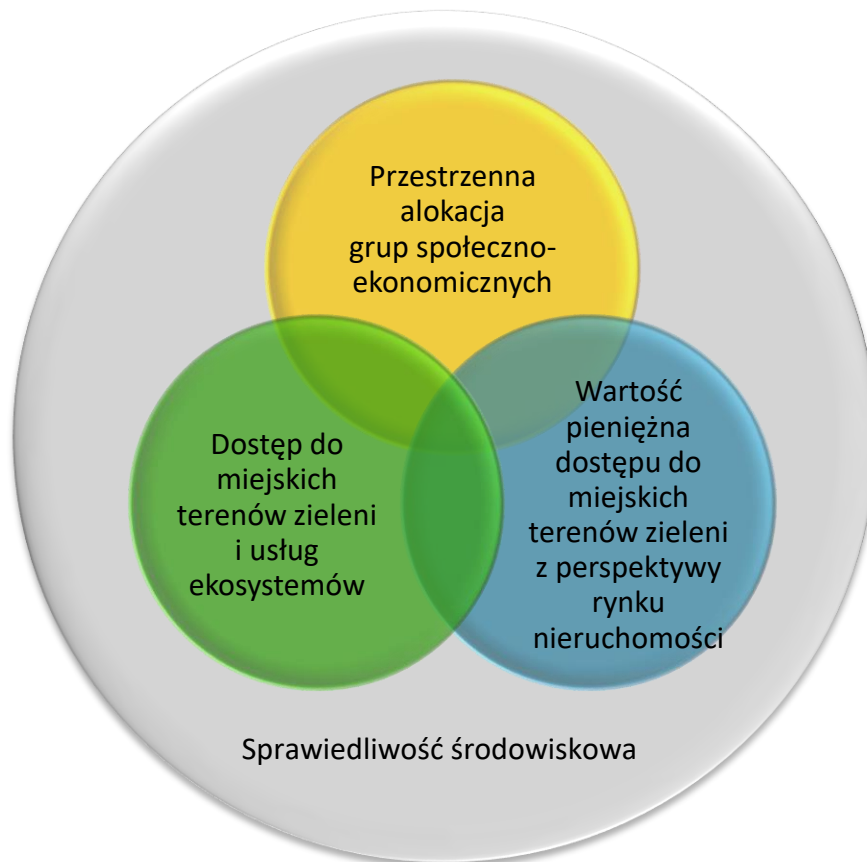 Przestrzenna
alokacja
grup społeczno-
ekonomicznych
Dostęp do
miejskich
terenów zieleni
i usług
ekosystemów
Wartość
pieniężna
dostępu do
miejskich
terenów zieleni
z perspektywy
rynku
nieruchomości
Sprawiedliwość środowiskowa